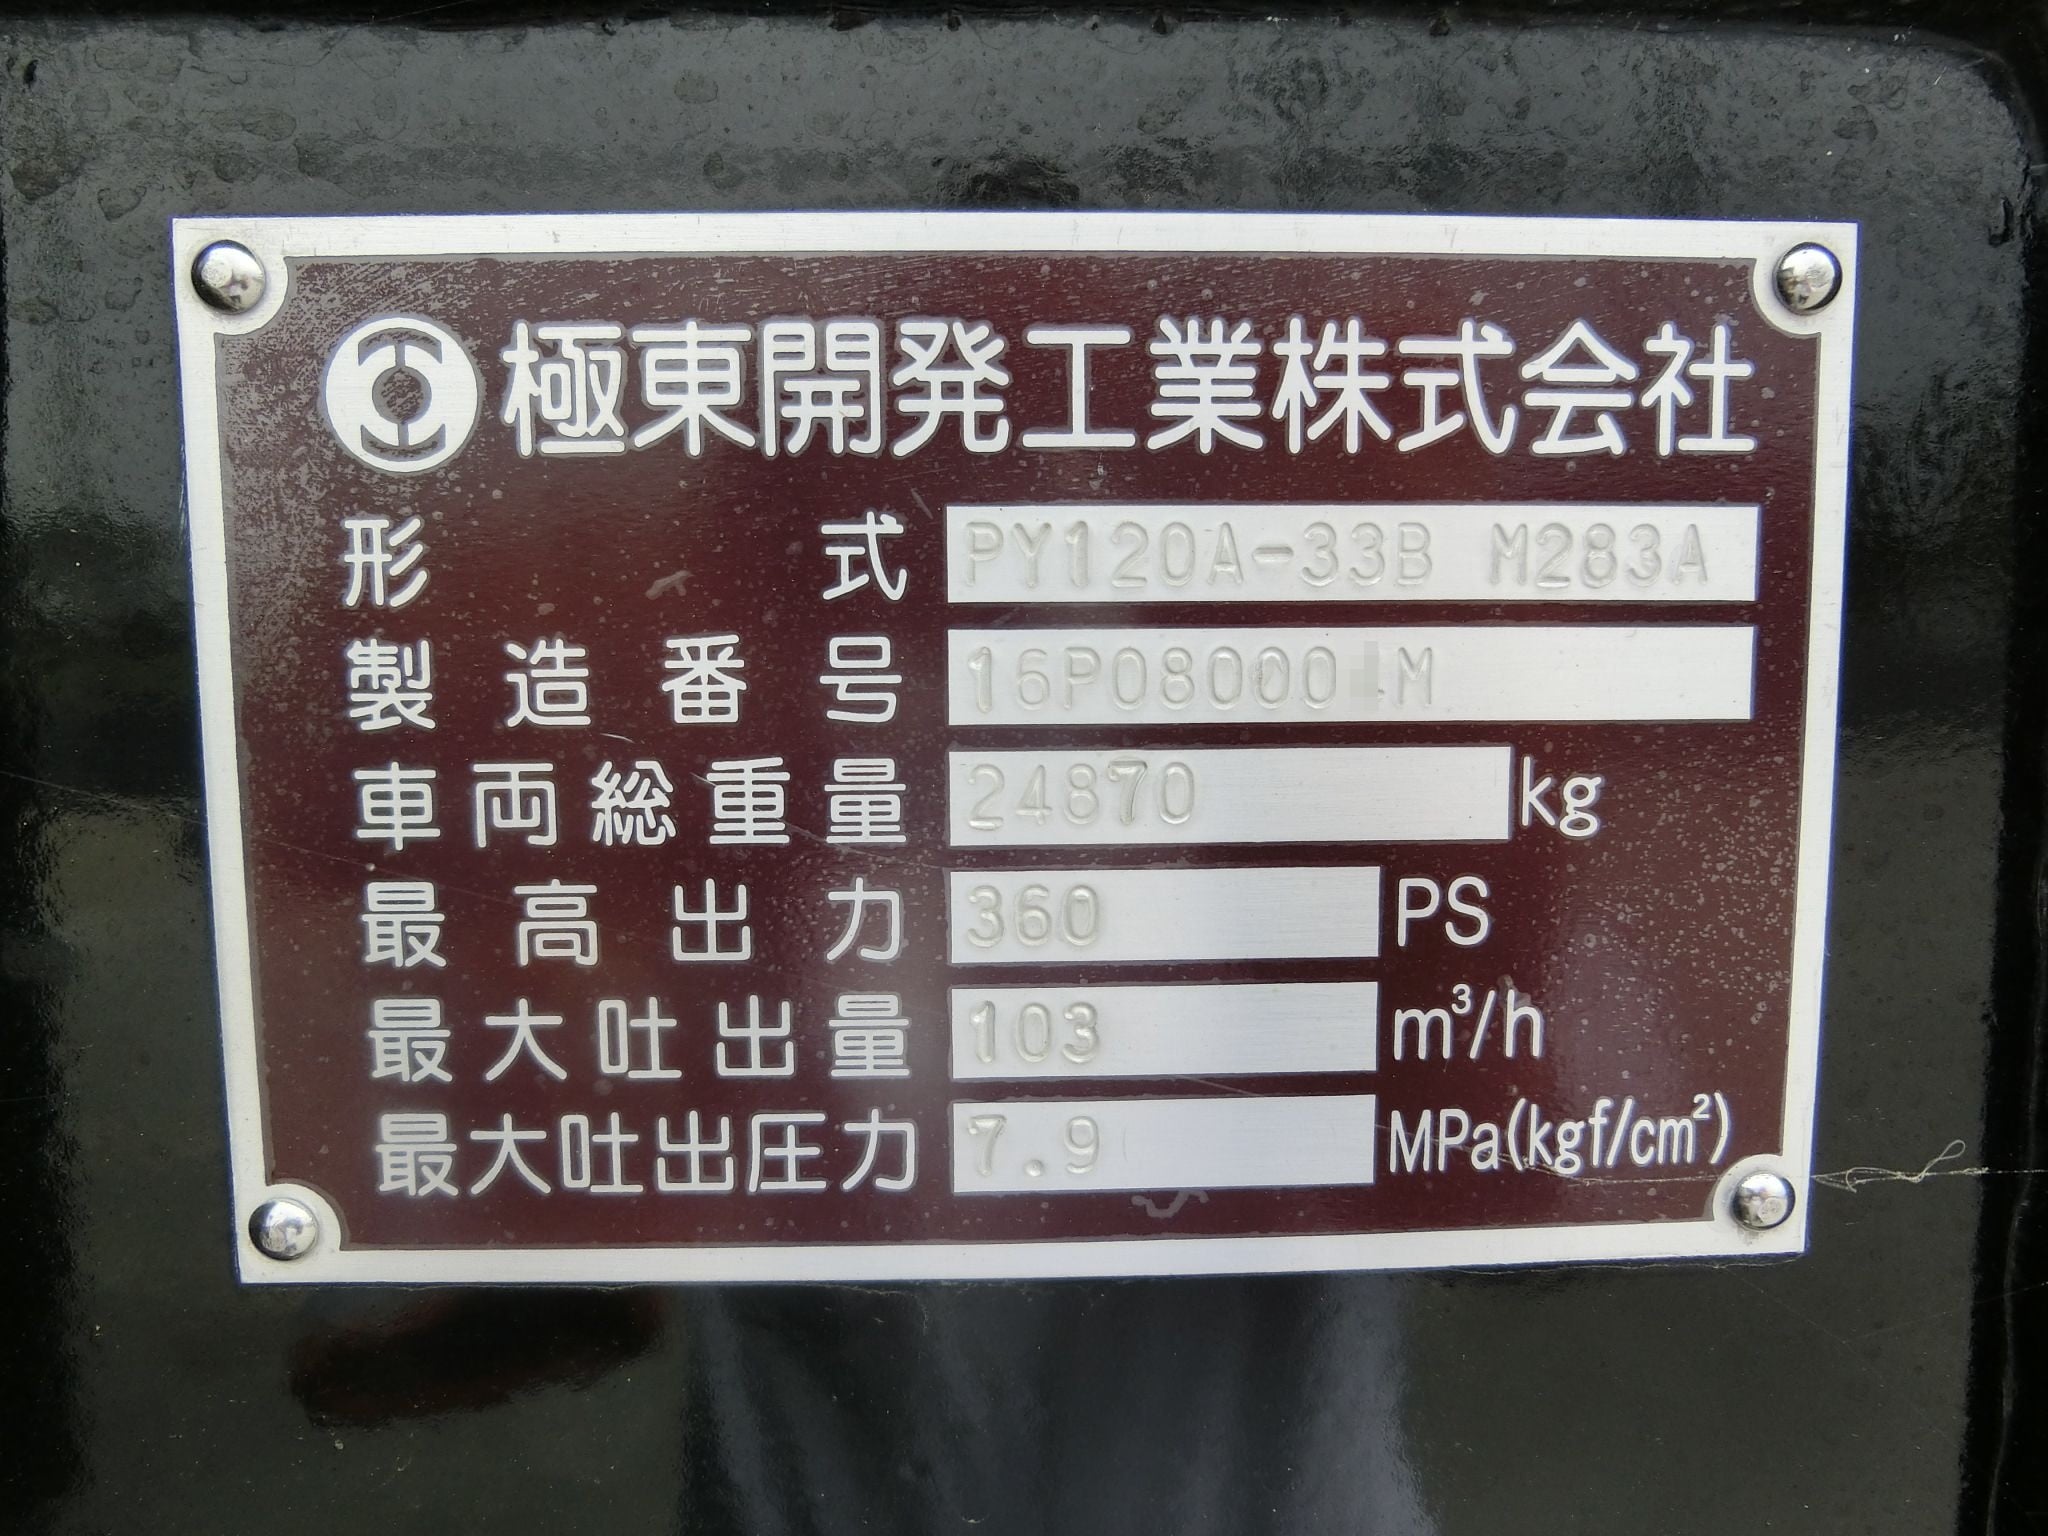 極東開発工業株式会社
形式 PY120A-33B M283A
製造番号 16P08000 M
車両総重量 24870 kg
最高出力 360 PS
最大吐出量 103 m³/h
最大吐出圧力 7.9 MPa(kgf/cm²)